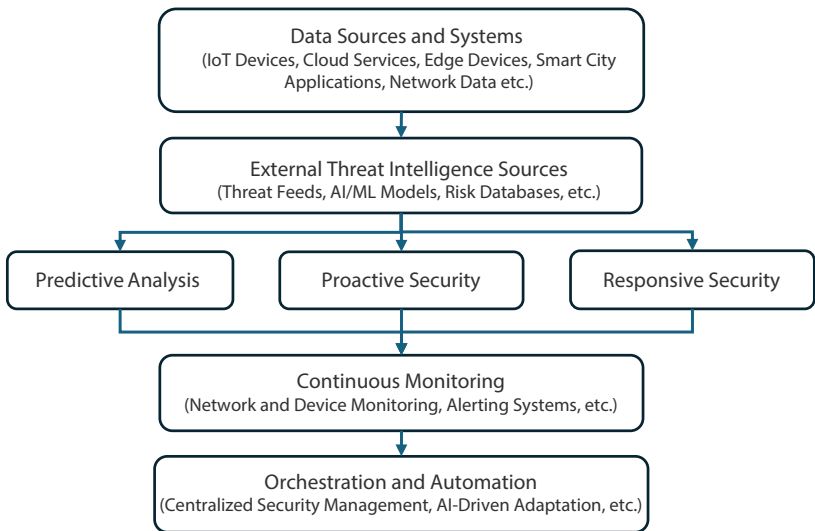 Data Sources and Systems
(IoT Devices, Cloud Services, Edge Devices, Smart City
Applications, Network Data etc.)
External Threat Intelligence Sources
(Threat Feeds, AI/ML Models, Risk Databases, etc.)
Predictive Analysis
Proactive Security
Responsive Security
Continuous Monitoring
(Network and Device Monitoring, Alerting Systems, etc.)
Orchestration and Automation
(Centralized Security Management, AI-Driven Adaptation, etc.)